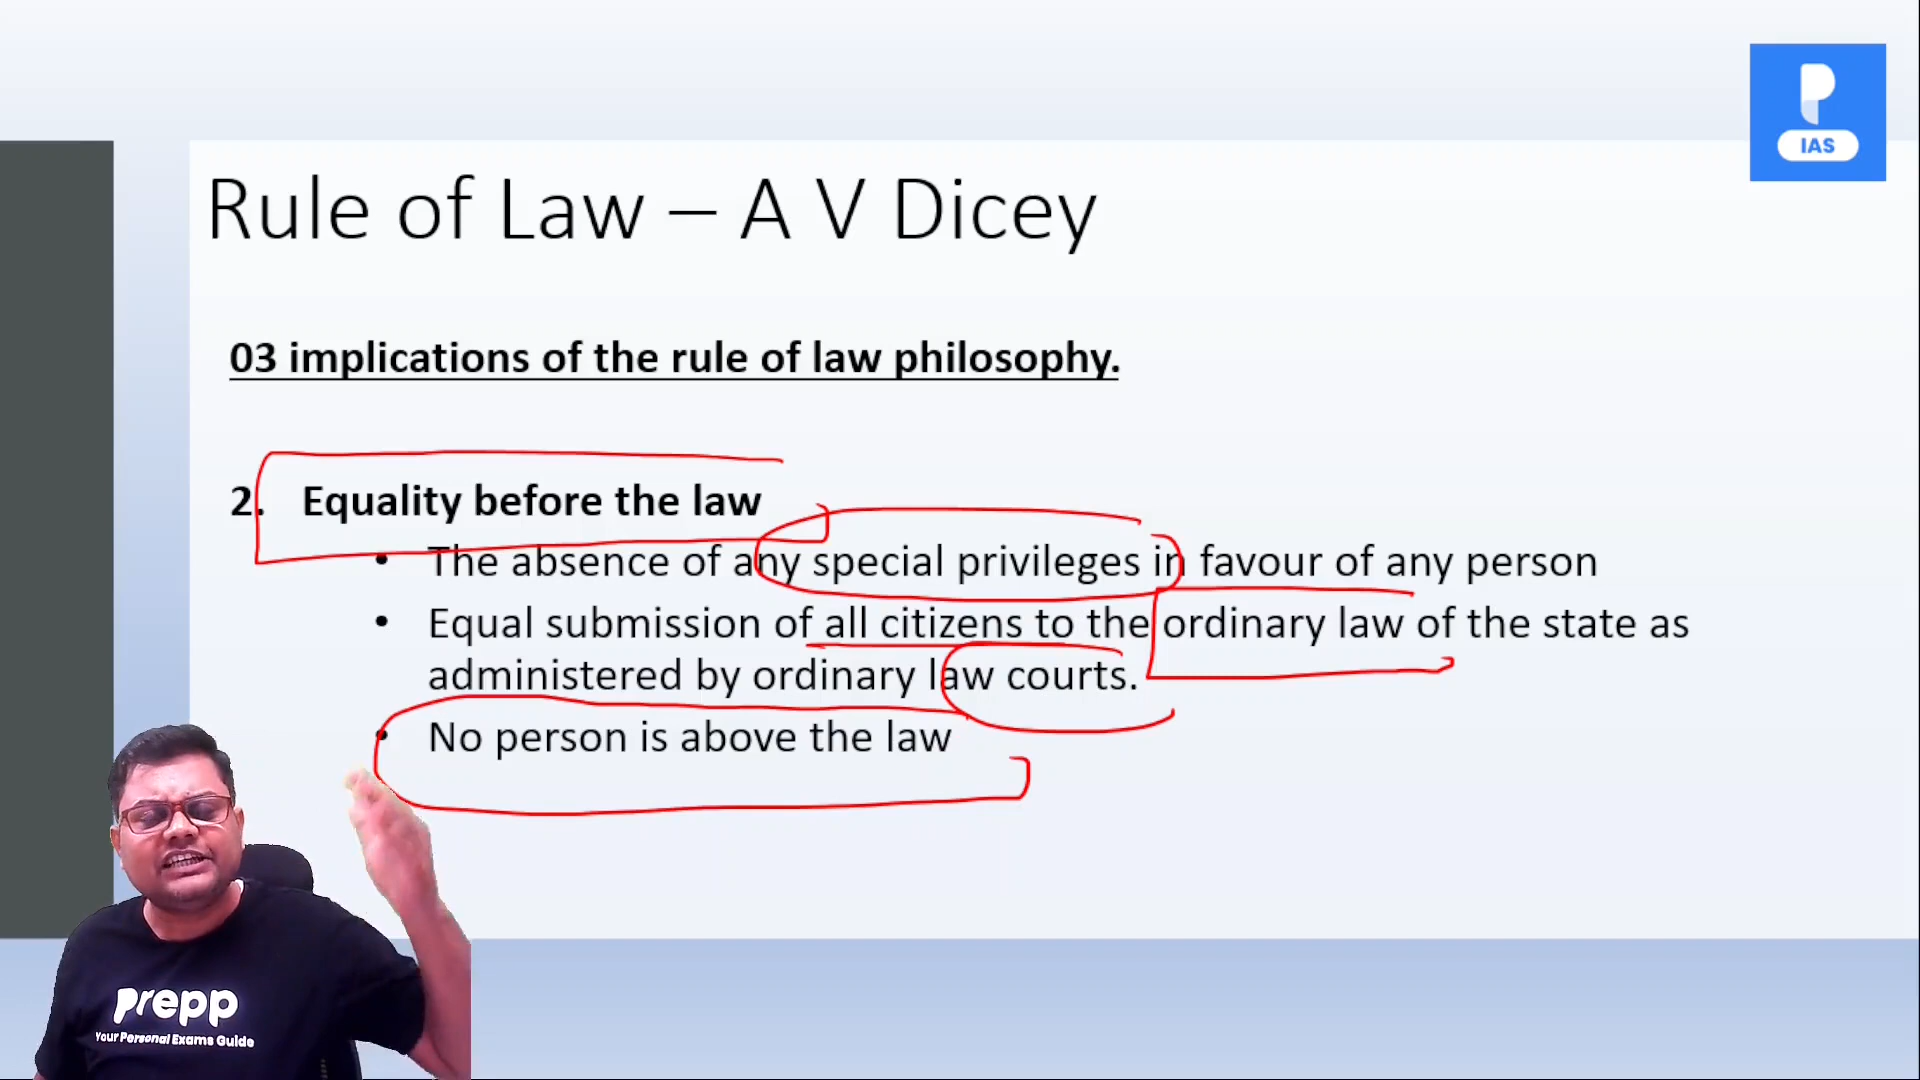 P
IAS
Rule of Law – A V Dicey
03 implications of the rule of law philosophy.
2. Equality before the law
• The absence of any special privileges in favour of any person
• Equal submission of all citizens to the ordinary law of the state as
administered by ordinary law courts.
• No person is above the law
prepp
Your Personal Exams Guide